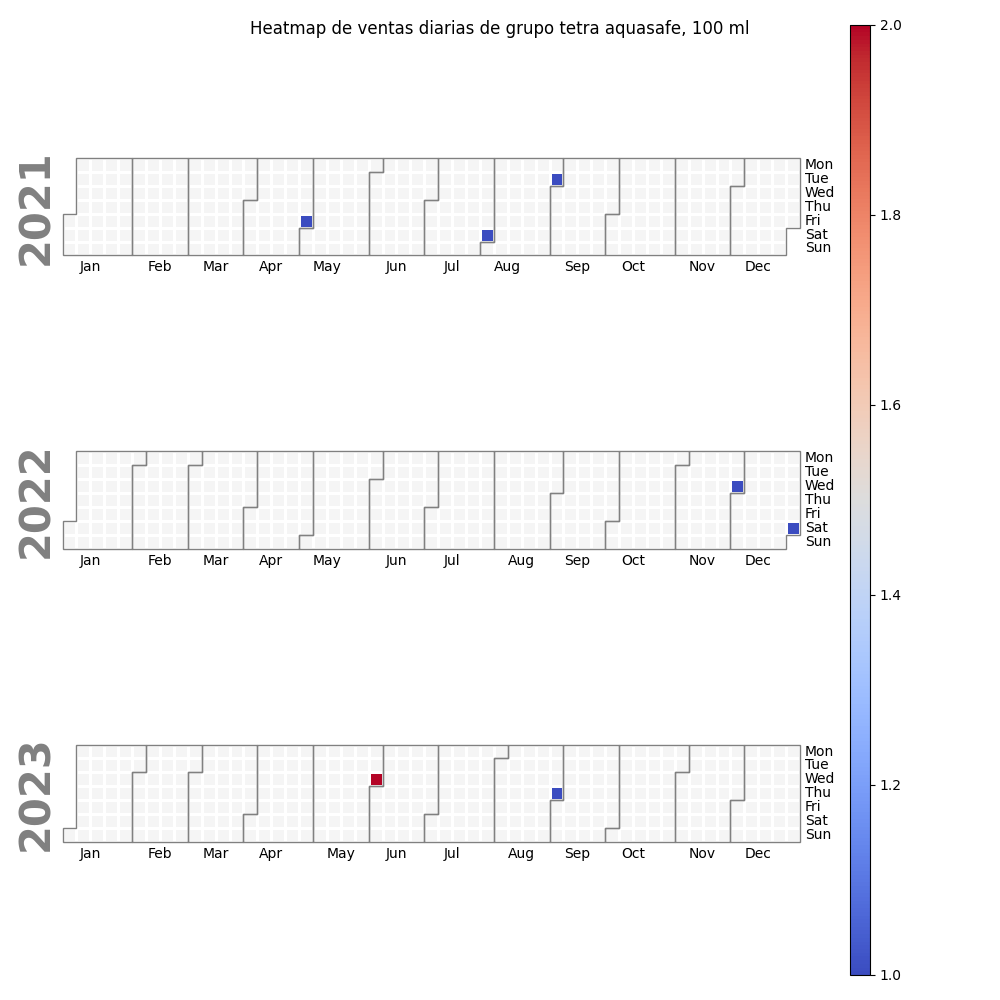 Heatmap de ventas diarias de grupo tetra aquasafe, 100 ml
2021
Mon
Tue
Wed
Thu
Fri
Sat
Sun
Jan Feb Mar Apr May Jun Jul Aug Sep Oct Nov Dec
2022
Mon
Tue
Wed
Thu
Fri
Sat
Sun
Jan Feb Mar Apr May Jun Jul Aug Sep Oct Nov Dec
2023
Mon
Tue
Wed
Thu
Fri
Sat
Sun
Jan Feb Mar Apr May Jun Jul Aug Sep Oct Nov Dec
2.0
1.8
1.6
1.4
1.2
1.0